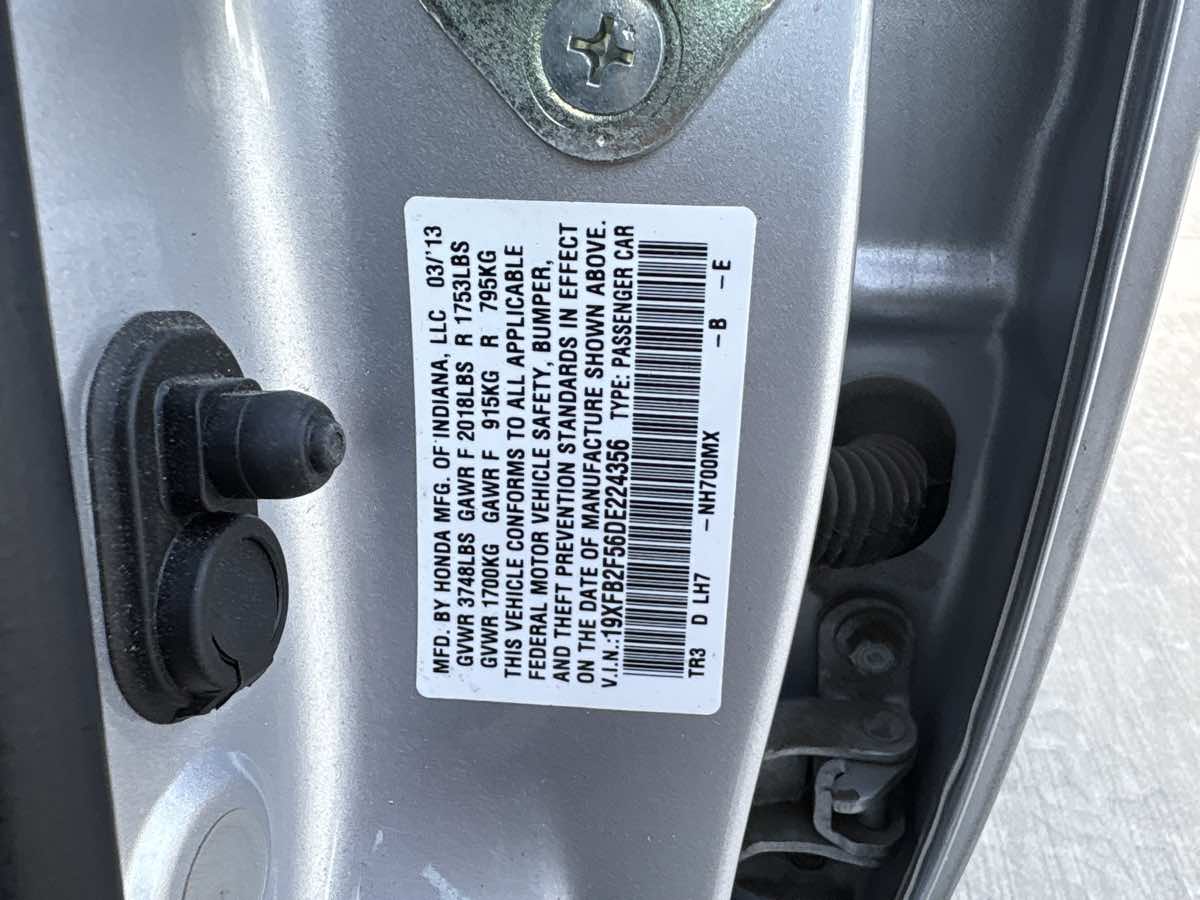 MFD. BY HONDA MFG. OF INDIANA, LLC 03/'13
GVWR 3748LBS GAWR F 2018LBS R 1753LBS
GVWR 1700KG GAWR F 915KG R 795KG
THIS VEHICLE CONFORMS TO ALL APPLICABLE
FEDERAL MOTOR VEHICLE SAFETY, BUMPER,
AND THEFT PREVENTION STANDARDS IN EFFECT
ON THE DATE OF MANUFACTURE SHOWN ABOVE.
V.I.N.:19XFB2F56DE224356 TYPE: PASSENGER CAR
TR3 D LH7 -NH700MX -B -E